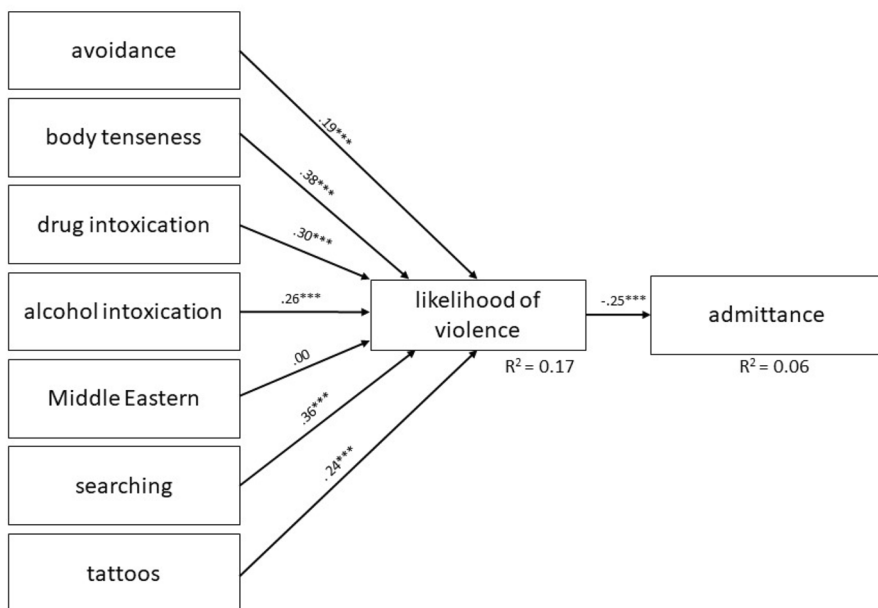 avoidance
.19***
body tenseness
.38***
drug intoxication
.30***
alcohol intoxication
.26***
likelihood of
violence
-.25***
admittance
R² = 0.17
R² = 0.06
.00
Middle Eastern
.36***
searching
.24***
tattoos